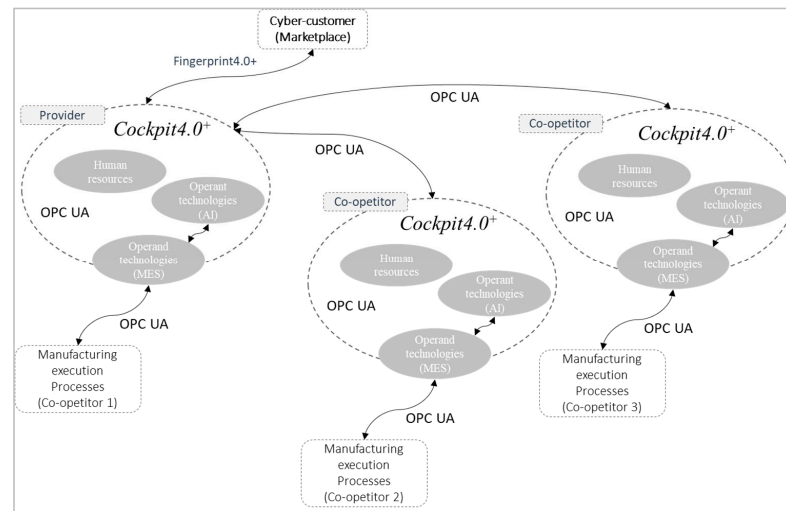 Cyber-customer
(Marketplace)
Fingerprint4.0+
OPC UA
Provider
Cockpit4.0+
Human
resources
Operant
technologies
(AI)
OPC UA
Operand
technologies
(MES)
OPC UA
Manufacturing
execution
Processes
(Co-opetitor 1)
OPC UA
Co-opetitor
Cockpit4.0+
Human
resources
Operant
technologies
(AI)
OPC UA
Operand
technologies
(MES)
OPC UA
Manufacturing
execution
Processes
(Co-opetitor 2)
Co-opetitor
Cockpit4.0+
Human
resources
Operant
technologies
(AI)
OPC UA
Operand
technologies
(MES)
OPC UA
Manufacturing
execution
Processes
(Co-opetitor 3)